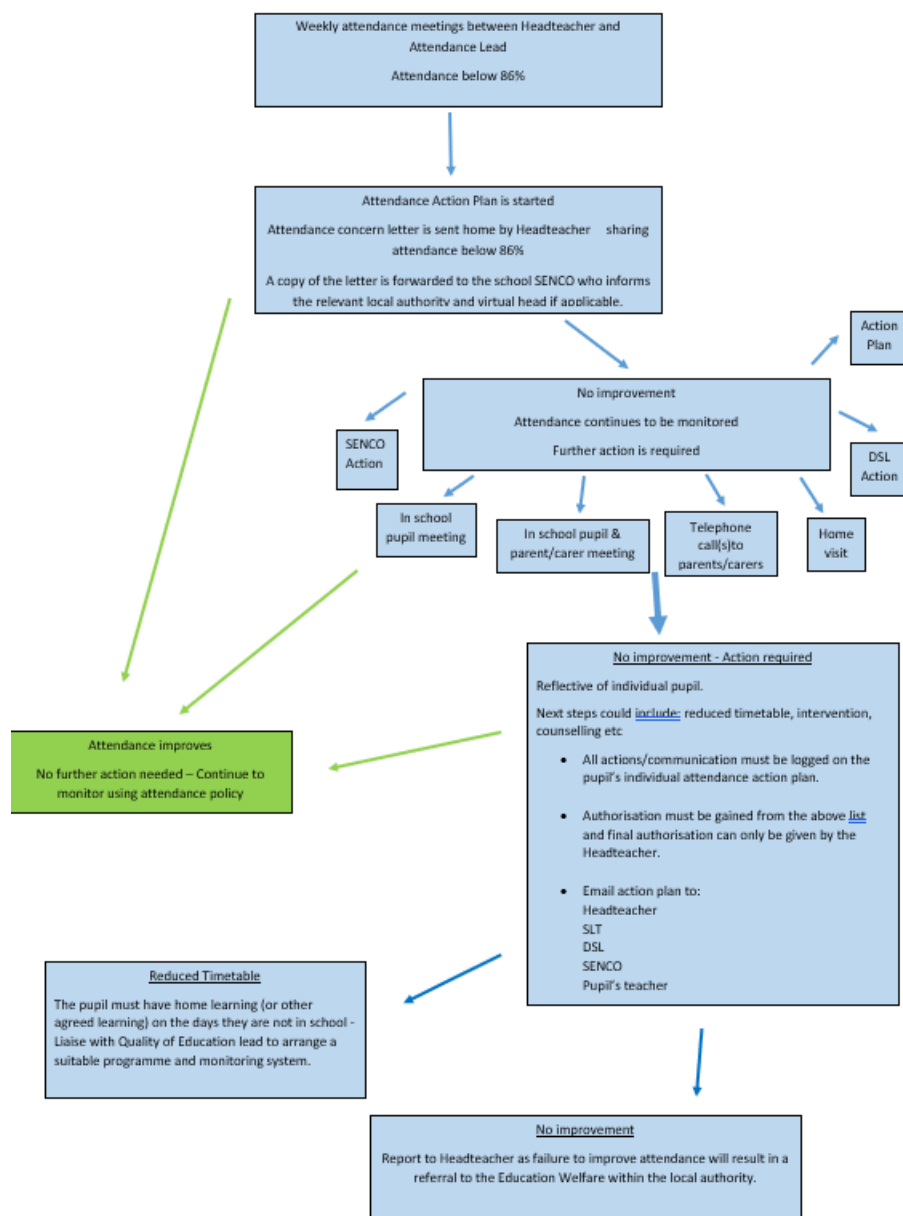 Weekly attendance meetings between Headteacher and
Attendance Lead
Attendance below 86%
Attendance Action Plan is started
Attendance concern letter is sent home by Headteacher sharing
attendance below 86%
A copy of the letter is forwarded to the school SENCO who informs
the relevant local authority and virtual head if applicable.
Action
Plan
No improvement
Attendance continues to be monitored
Further action is required
SENCO
Action
DSL
Action
In school
pupil meeting
In school pupil &
parent/carer meeting
Telephone
call(s)to
parents/carers
Home
visit
No improvement - Action required
Reflective of individual pupil.
Next steps could include: reduced timetable, intervention,
counselling etc
• All actions/communication must be logged on the
pupil's individual attendance action plan.
• Authorisation must be gained from the above list
and final authorisation can only be given by the
Headteacher.
• Email action plan to:
Headteacher
SLT
DSL
SENCO
Pupil's teacher
Attendance improves
No further action needed – Continue to
monitor using attendance policy
Reduced Timetable
The pupil must have home learning (or other
agreed learning) on the days they are not in school -
Liaise with Quality of Education lead to arrange a
suitable programme and monitoring system.
No improvement
Report to Headteacher as failure to improve attendance will result in a
referral to the Education Welfare within the local authority.